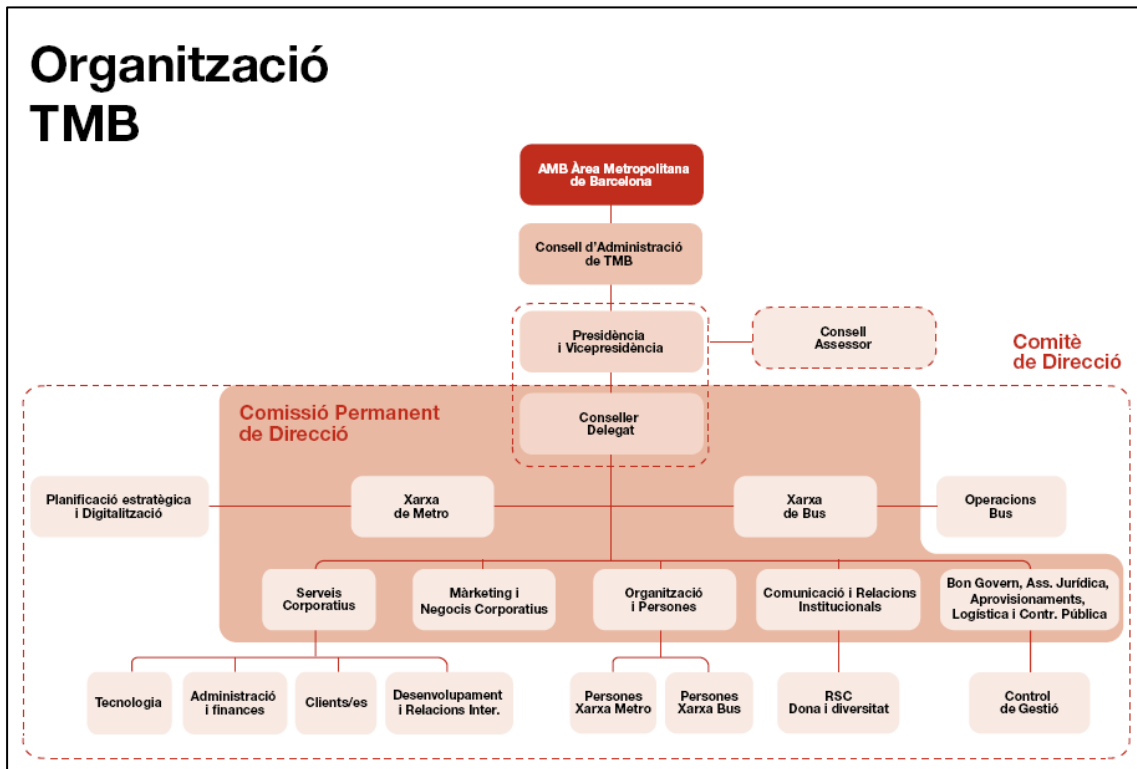 Organització
TMB
AMB Àrea Metropolitana
de Barcelona
Consell d'Administració
de TMB
Presidència
i Vicepresidència
Consell
Assessor
Comitè
de Direcció
Comissió Permanent
de Direcció
Conseller
Delegat
Planificació estratègica
i Digitalització
Xarxa
de Metro
Xarxa
de Bus
Operacions
Bus
Serveis
Corporatius
Màrketing i
Negocis Corporatius
Organització
i Persones
Comunicació i Relacions
Institucionals
Bon Govern, Ass. Jurídica,
Aprovisionaments,
Logística i Contr. Pública
Tecnologia
Administració
i finances
Clients/es
Desenvolupament
i Relacions Inter.
Persones
Xarxa Metro
Persones
Xarxa Bus
RSC
Dona i diversitat
Control
de Gestió